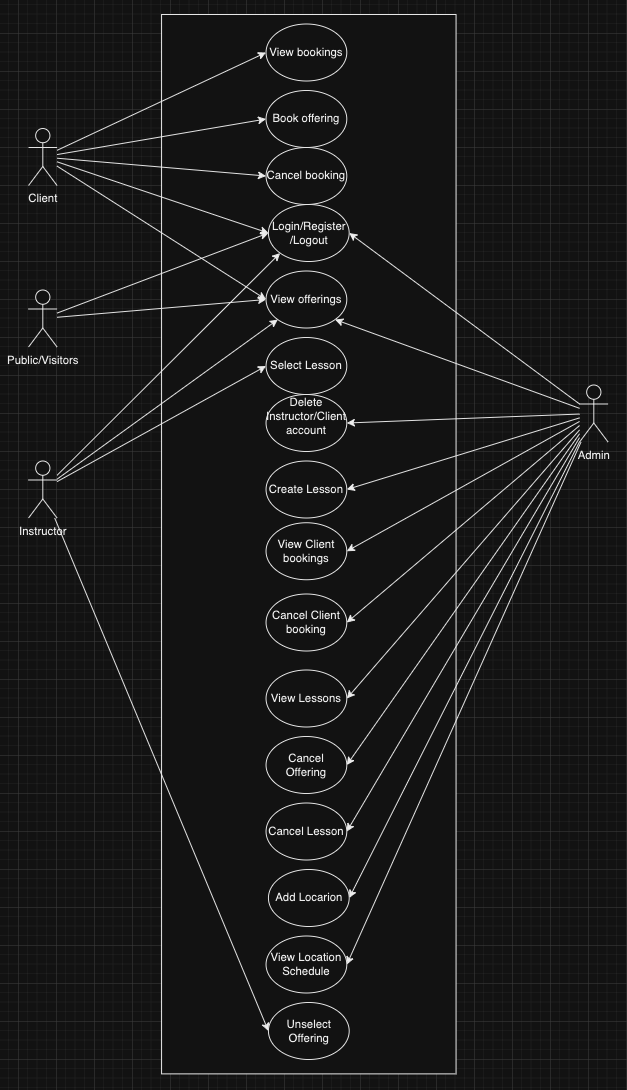 View bookings
Book offering
Cancel booking
Client
Login/Register
/Logout
View offerings
Public/Visitors
Select Lesson
Delete
Instructor/Client
account
Admin
Create Lesson
Instructor
View Client
bookings
Cancel Client
booking
View Lessons
Cancel
Offering
Cancel Lesson
Add Locarion
View Location
Schedule
Unselect
Offering